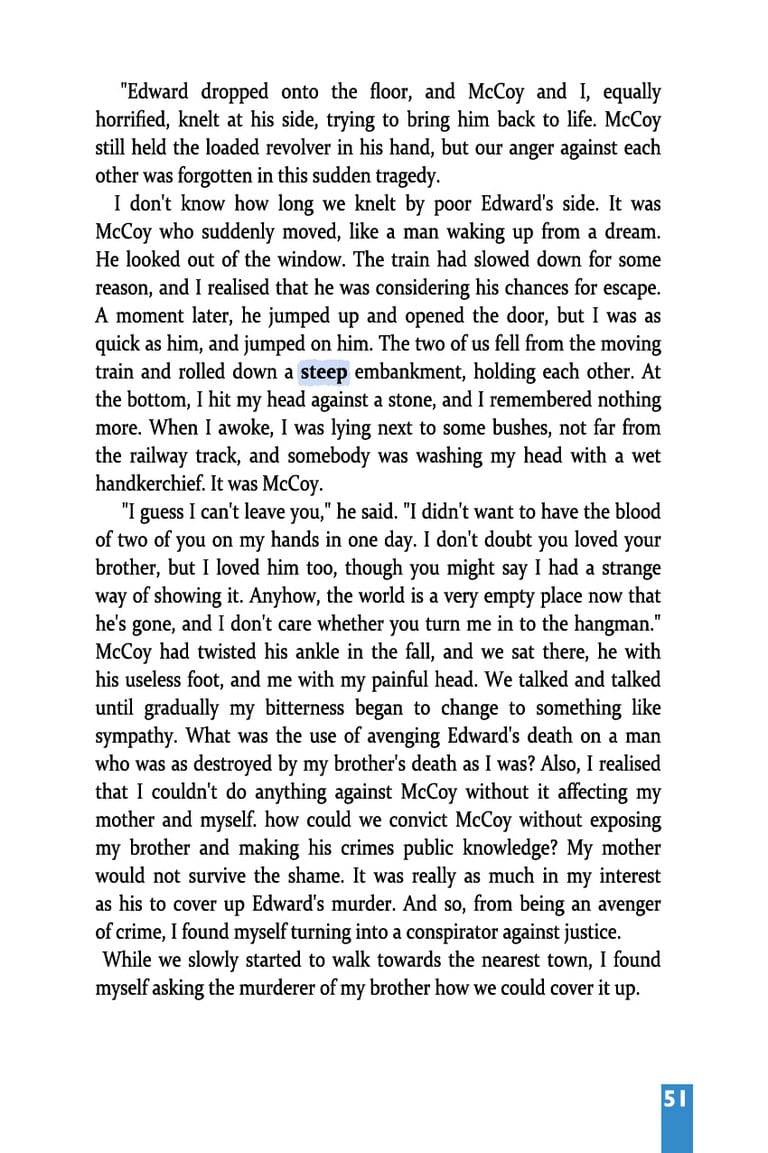 "Edward dropped onto the floor, and McCoy and I, equally
horrified, knelt at his side, trying to bring him back to life. McCoy
still held the loaded revolver in his hand, but our anger against each
other was forgotten in this sudden tragedy.
I don't know how long we knelt by poor Edward's side. It was
McCoy who suddenly moved, like a man waking up from a dream.
He looked out of the window. The train had slowed down for some
reason, and I realised that he was considering his chances for escape.
A moment later, he jumped up and opened the door, but I was as
quick as him, and jumped on him. The two of us fell from the moving
train and rolled down a steep embankment, holding each other. At
the bottom, I hit my head against a stone, and I remembered nothing
more. When I awoke, I was lying next to some bushes, not far from
the railway track, and somebody was washing my head with a wet
handkerchief. It was McCoy.
"I guess I can't leave you," he said. "I didn't want to have the blood
of two of you on my hands in one day. I don't doubt you loved your
brother, but I loved him too, though you might say I had a strange
way of showing it. Anyhow, the world is a very empty place now that
he's gone, and I don't care whether you turn me in to the hangman."
McCoy had twisted his ankle in the fall, and we sat there, he with
his useless foot, and me with my painful head. We talked and talked
until gradually my bitterness began to change to something like
sympathy. What was the use of avenging Edward's death on a man
who was as destroyed by my brother's death as I was? Also, I realised
that I couldn't do anything against McCoy without it affecting my
mother and myself. how could we convict McCoy without exposing
my brother and making his crimes public knowledge? My mother
would not survive the shame. It was really as much in my interest
as his to cover up Edward's murder. And so, from being an avenger
of crime, I found myself turning into a conspirator against justice.
While we slowly started to walk towards the nearest town, I found
myself asking the murderer of my brother how we could cover it up.
51